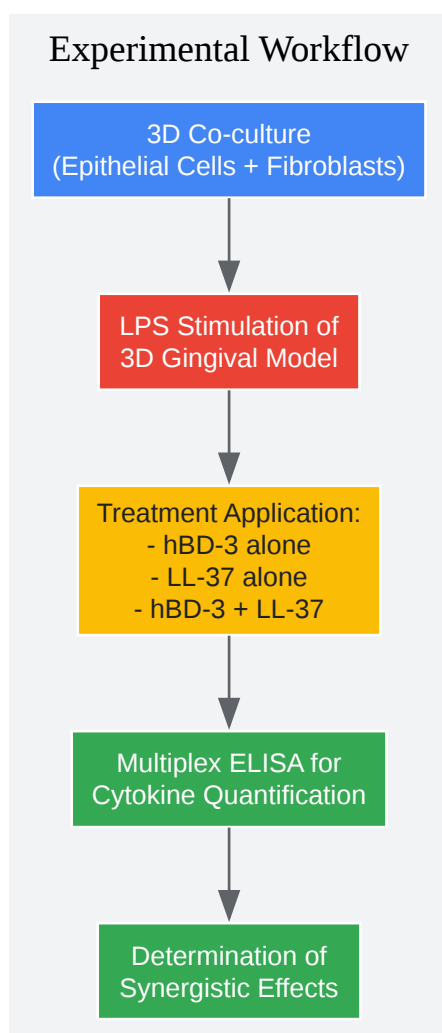 Experimental Workflow
3D Co-culture
(Epithelial Cells + Fibroblasts)
LPS Stimulation of
3D Gingival Model
Treatment Application:
- hBD-3 alone
- LL-37 alone
- hBD-3 + LL-37
Multiplex ELISA for
Cytokine Quantification
Determination of
Synergistic Effects